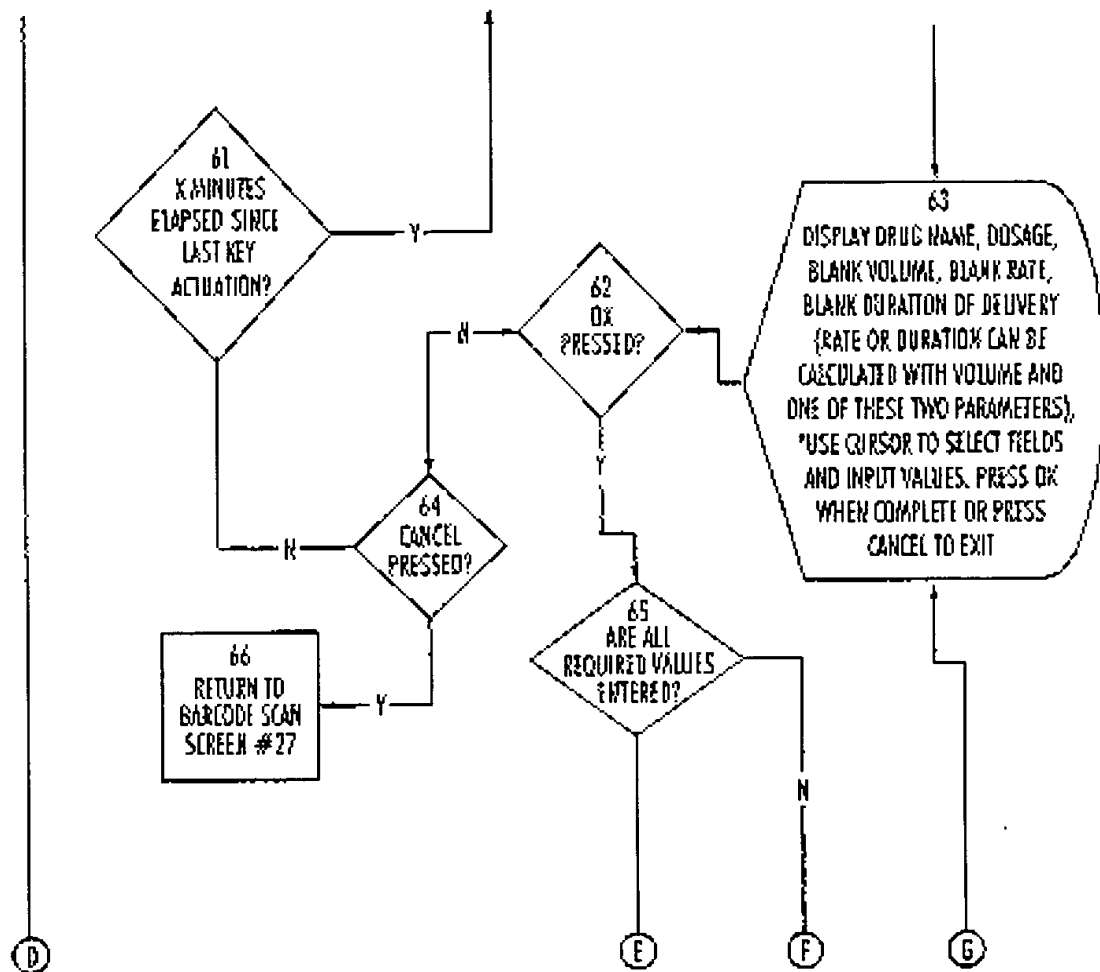 61
X MINUTES
ELAPSED SINCE
LAST KEY
ACTUATION?
Y
62
OK
PRESSED?
N
Y
63
DISPLAY DRUG NAME, DOSAGE,
BLANK VOLUME, BLANK RATE,
BLANK DURATION OF DELIVERY
(RATE OR DURATION CAN BE
CALCULATED WITH VOLUME AND
ONE OF THESE TWO PARAMETERS),
"USE CURSOR TO SELECT FIELDS
AND INPUT VALUES, PRESS OK
WHEN COMPLETE OR PRESS
CANCEL TO EXIT
64
CANCEL
PRESSED?
N
Y
65
ARE ALL
REQUIRED VALUES
ENTERED?
N
66
RETURN TO
BARCODE SCAN
SCREEN #27
D
E
F
G